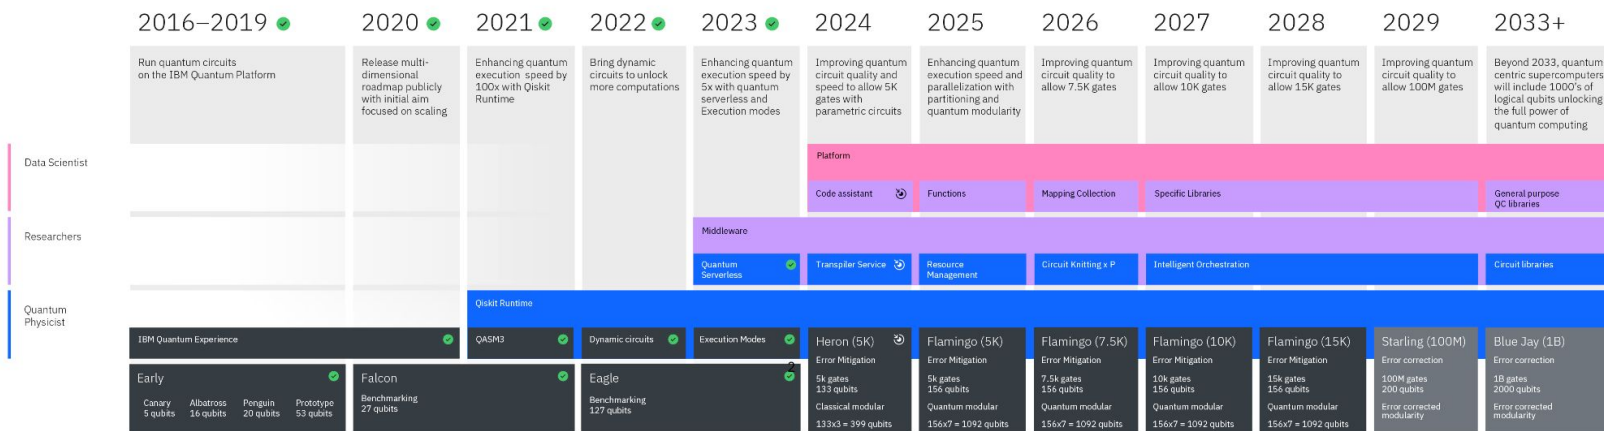 2016–2019
2020
2021
2022
2023
2024
2025
2026
2027
2028
2029
2033+
Run quantum circuits
on the IBM Quantum Platform
Release multi-
dimensional
roadmap publicly
with initial aim
focused on scaling
Enhancing quantum
execution speed by
100x with Qiskit
Runtime
Bring dynamic
circuits to unlock
more computations
Enhancing quantum
execution speed by
5x with quantum
serverless and
Execution modes
Improving quantum
circuit quality and
speed to allow 5K
gates with
parametric circuits
Enhancing quantum
execution speed and
parallelization with
partitioning and
quantum modularity
Improving quantum
circuit quality to
allow 7.5K gates
Improving quantum
circuit quality to
allow 10K gates
Improving quantum
circuit quality to
allow 15K gates
Improving quantum
circuit quality to
allow 100M gates
Beyond 2033, quantum
centric supercomputers
will include 1000's of
logical qubits unlocking
the full power of
quantum computing
Data Scientist
Platform
Code assistant
Functions
Mapping Collection
Specific Libraries
General purpose
QC libraries
Researchers
Middleware
Quantum
Serverless
Transpiler Service
Resource
Management
Circuit Knitting x P
Intelligent Orchestration
Circuit libraries
Quantum
Physicist
Qiskit Runtime
IBM Quantum Experience
QASM3
Dynamic circuits
Execution Modes
Early
Canary
5 qubits
Albatross
16 qubits
Penguin
20 qubits
Prototype
53 qubits
Falcon
Benchmarking
27 qubits
Eagle
Benchmarking
127 qubits
2
Heron (5K)
Error Mitigation
5k gates
133 qubits
Classical modular
133x3 = 399 qubits
Flamingo (5K)
Error Mitigation
5k gates
156 qubits
Quantum modular
156x7 = 1092 qubits
Flamingo (7.5K)
Error Mitigation
7.5k gates
156 qubits
Quantum modular
156x7 = 1092 qubits
Flamingo (10K)
Error Mitigation
10k gates
156 qubits
Quantum modular
156x7 = 1092 qubits
Flamingo (15K)
Error Mitigation
15k gates
156 qubits
Quantum modular
156x7 = 1092 qubits
Starling (100M)
Error correction
100M gates
200 qubits
Error corrected
modularity
Blue Jay (1B)
Error correction
1B gates
2000 qubits
Error corrected
modularity